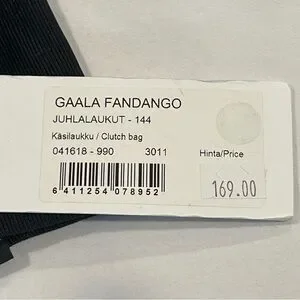 GAALA FANDANGO
JUHLALAUKUT - 144
Käsilaukku / Clutch bag
041618 - 990 3011
Hinta/Price
6 411254 078952
169.00